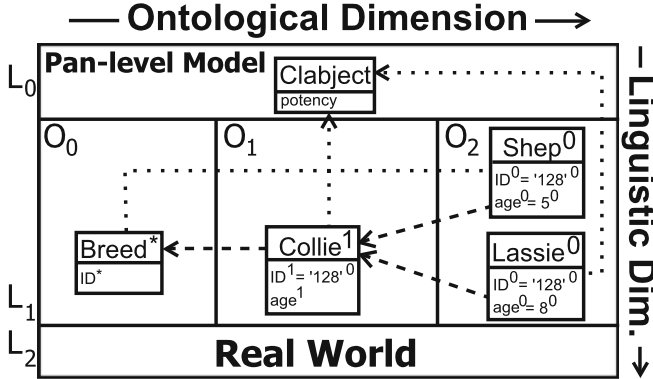 Ontological Dimension
L₀
Pan-level Model
Clabject
potency
Linguistic Dim.
O₀
O₁
O₂
Shep⁰
ID⁰= '128'⁰
age⁰= 5⁰
Breed*
ID*
Collie¹
ID¹= '128'⁰
age¹
Lassie⁰
ID⁰= '128'⁰
age⁰= 8⁰
L₁
L₂
Real World